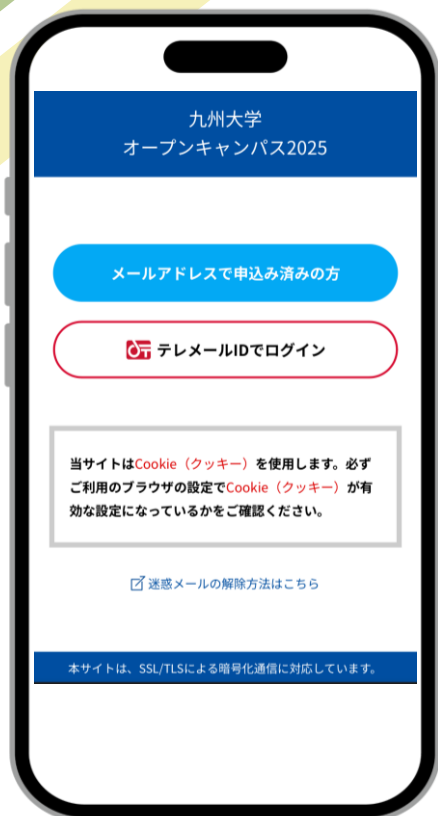 九州大学
オープンキャンパス2025
メールアドレスで申込み済みの方
テレメールIDでログイン
当サイトはCookie（クッキー）を使用します。必ず
ご利用のブラウザの設定でCookie（クッキー）が有
効な設定になっているかをご確認ください。
迷惑メールの解除方法はこちら
本サイトは、SSL/TLSによる暗号化通信に対応しています。